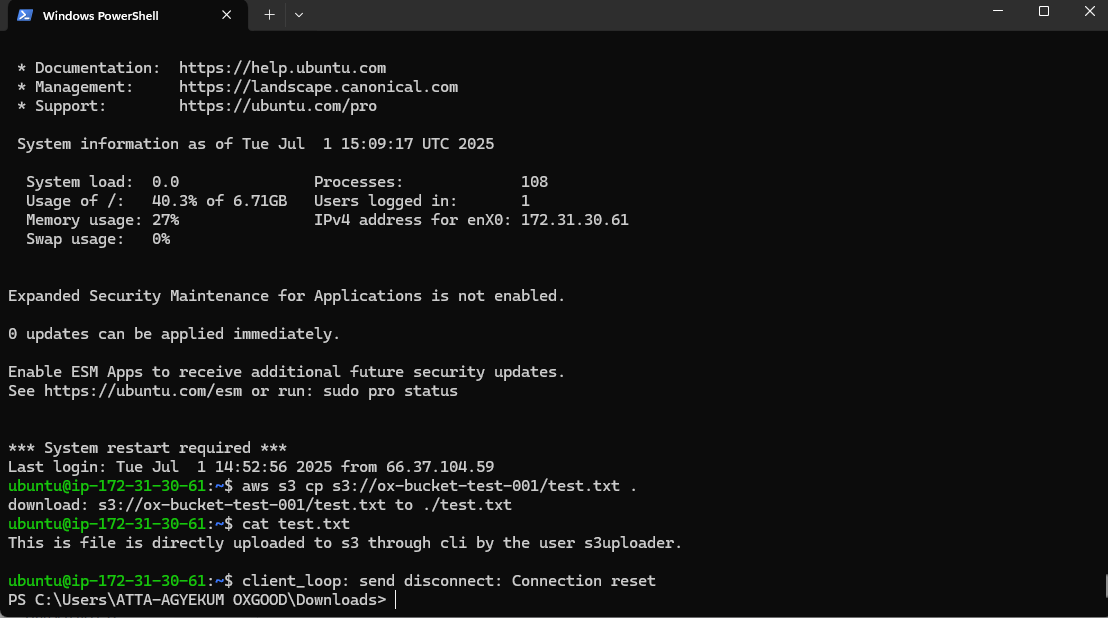 Windows PowerShell
* Documentation:  https://help.ubuntu.com
* Management:     https://landscape.canonical.com
* Support:        https://ubuntu.com/pro
System information as of Tue Jul  1 15:09:17 UTC 2025
System load:  0.0               Processes:             108
Usage of /:   40.3% of 6.71GB   Users logged in:       1
Memory usage: 27%               IPv4 address for enX0: 172.31.30.61
Swap usage:   0%
Expanded Security Maintenance for Applications is not enabled.
0 updates can be applied immediately.
Enable ESM Apps to receive additional future security updates.
See https://ubuntu.com/esm or run: sudo pro status
*** System restart required ***
Last login: Tue Jul  1 14:52:56 2025 from 66.37.104.59
ubuntu@ip-172-31-30-61:~$ aws s3 cp s3://ox-bucket-test-001/test.txt .
download: s3://ox-bucket-test-001/test.txt to ./test.txt
ubuntu@ip-172-31-30-61:~$ cat test.txt
This is file is directly uploaded to s3 through cli by the user s3uploader.
ubuntu@ip-172-31-30-61:~$ client_loop: send disconnect: Connection reset
PS C:\Users\ATTA-AGYEKUM OXGOOD\Downloads>